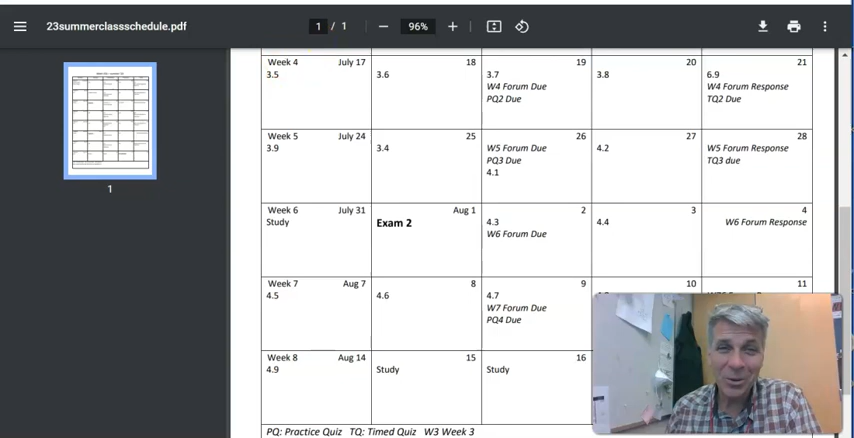 23summerclassschedule.pdf
1 / 1
96%
1
Week 4 July 17
3.5
18
3.6
19
3.7
W4 Forum Due
PQ2 Due
20
3.8
21
6.9
W4 Forum Response
TQ2 Due
Week 5 July 24
3.9
25
3.4
26
W5 Forum Due
PQ3 Due
4.1
27
4.2
28
W5 Forum Response
TQ3 due
Week 6 July 31
Study
Aug 1
Exam 2
2
4.3
W6 Forum Due
3
4.4
4
W6 Forum Response
Week 7 Aug 7
4.5
8
4.6
9
4.7
W7 Forum Due
PQ4 Due
10
11
Week 8 Aug 14
4.9
15
Study
16
Study
PQ: Practice Quiz TQ: Timed Quiz W3 Week 3